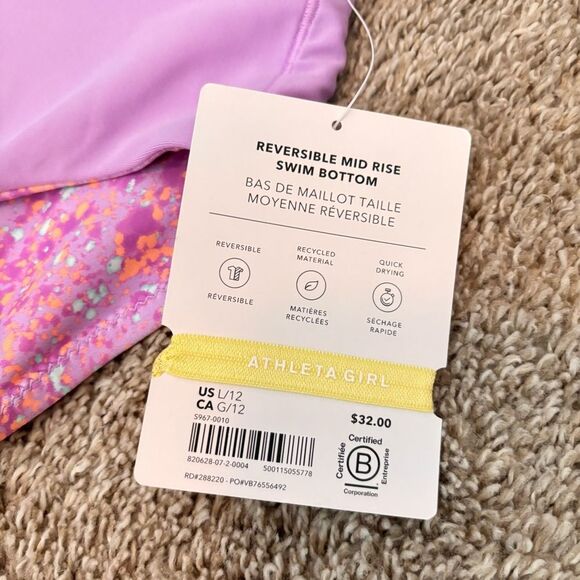 REVERSIBLE MID RISE
SWIM BOTTOM
BAS DE MAILLOT TAILLE
MOYENNE RÉVERSIBLE
REVERSIBLE
RÉVERSIBLE
RECYCLED
MATERIAL
MATIÈRES
RECYCLÉES
QUICK
DRYING
SÉCHAGE
RAPIDE
ATHLETA GIRL
US L/12
CA G/12
S967-0010
$32.00
820628-07-2-0004 500115055778
RD#288220 - PO#VB76556492
Certified
Certifiée
B
Entreprise
Corporation